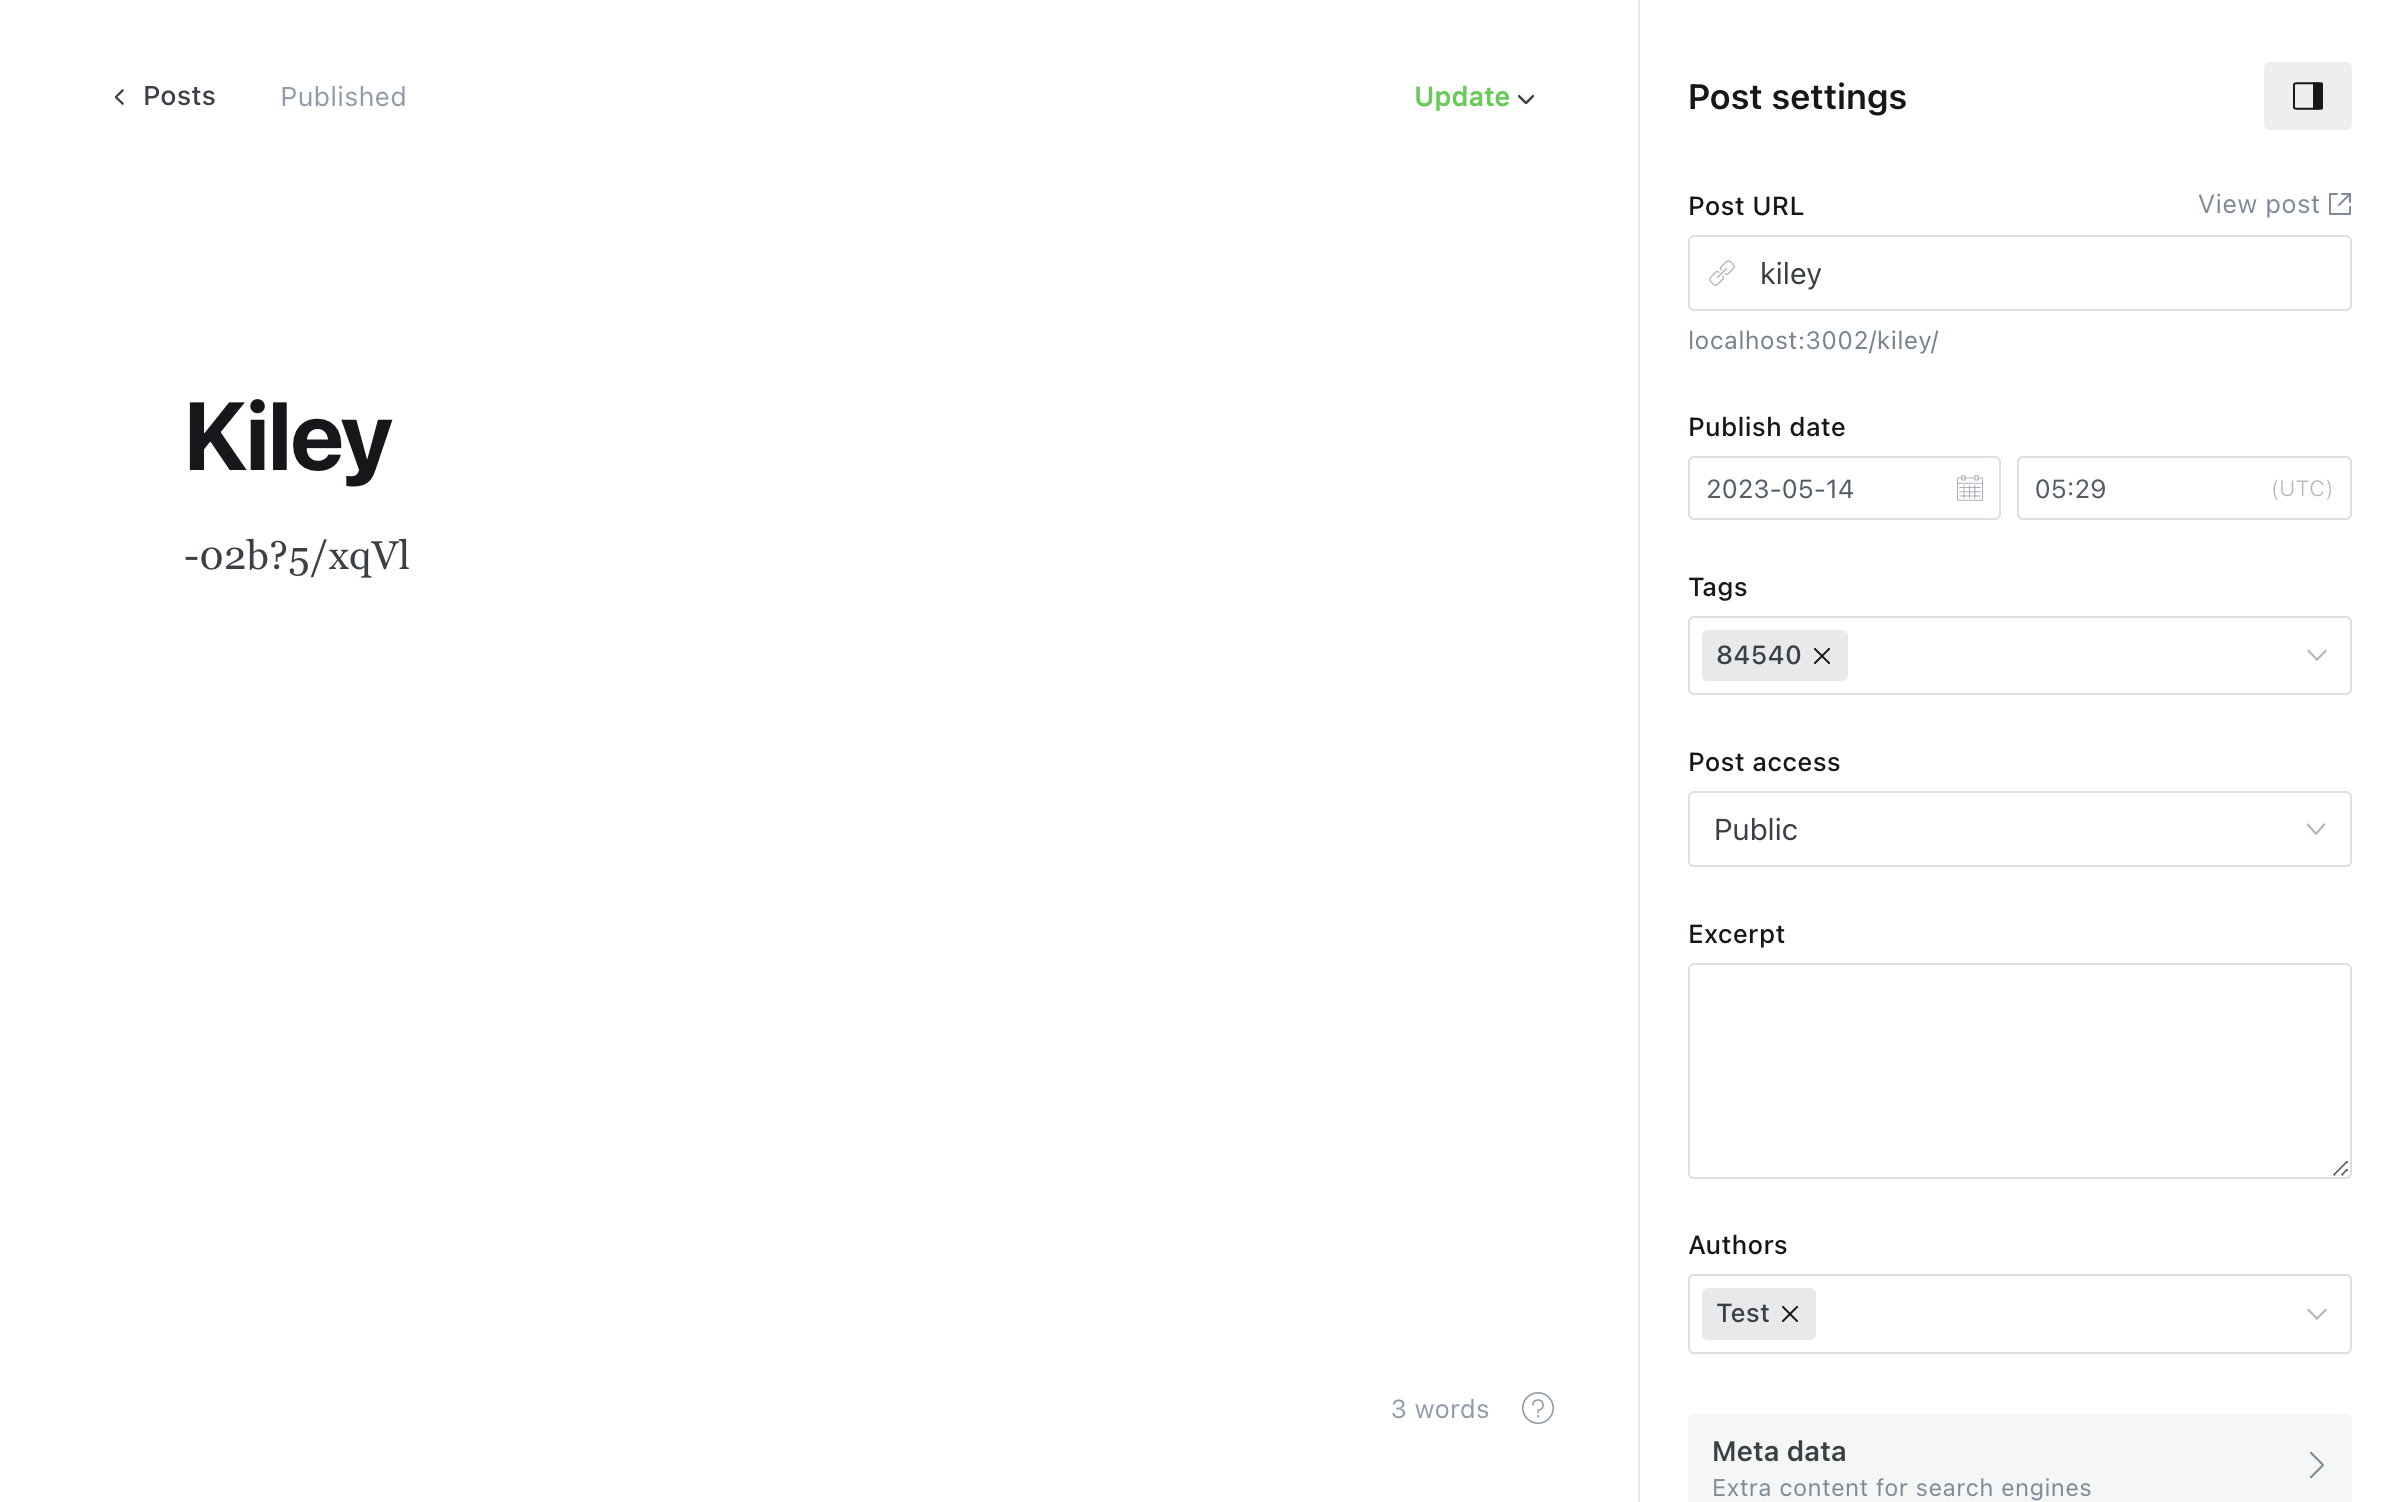 Posts
Published
Update
Kiley
-02b?5/xqVl
3 words
?
Post settings
Post URL
View post
kiley
localhost:3002/kiley/
Publish date
2023-05-14
05:29 (UTC)
Tags
84540
Post access
Public
Excerpt
Authors
Test
Meta data
Extra content for search engines